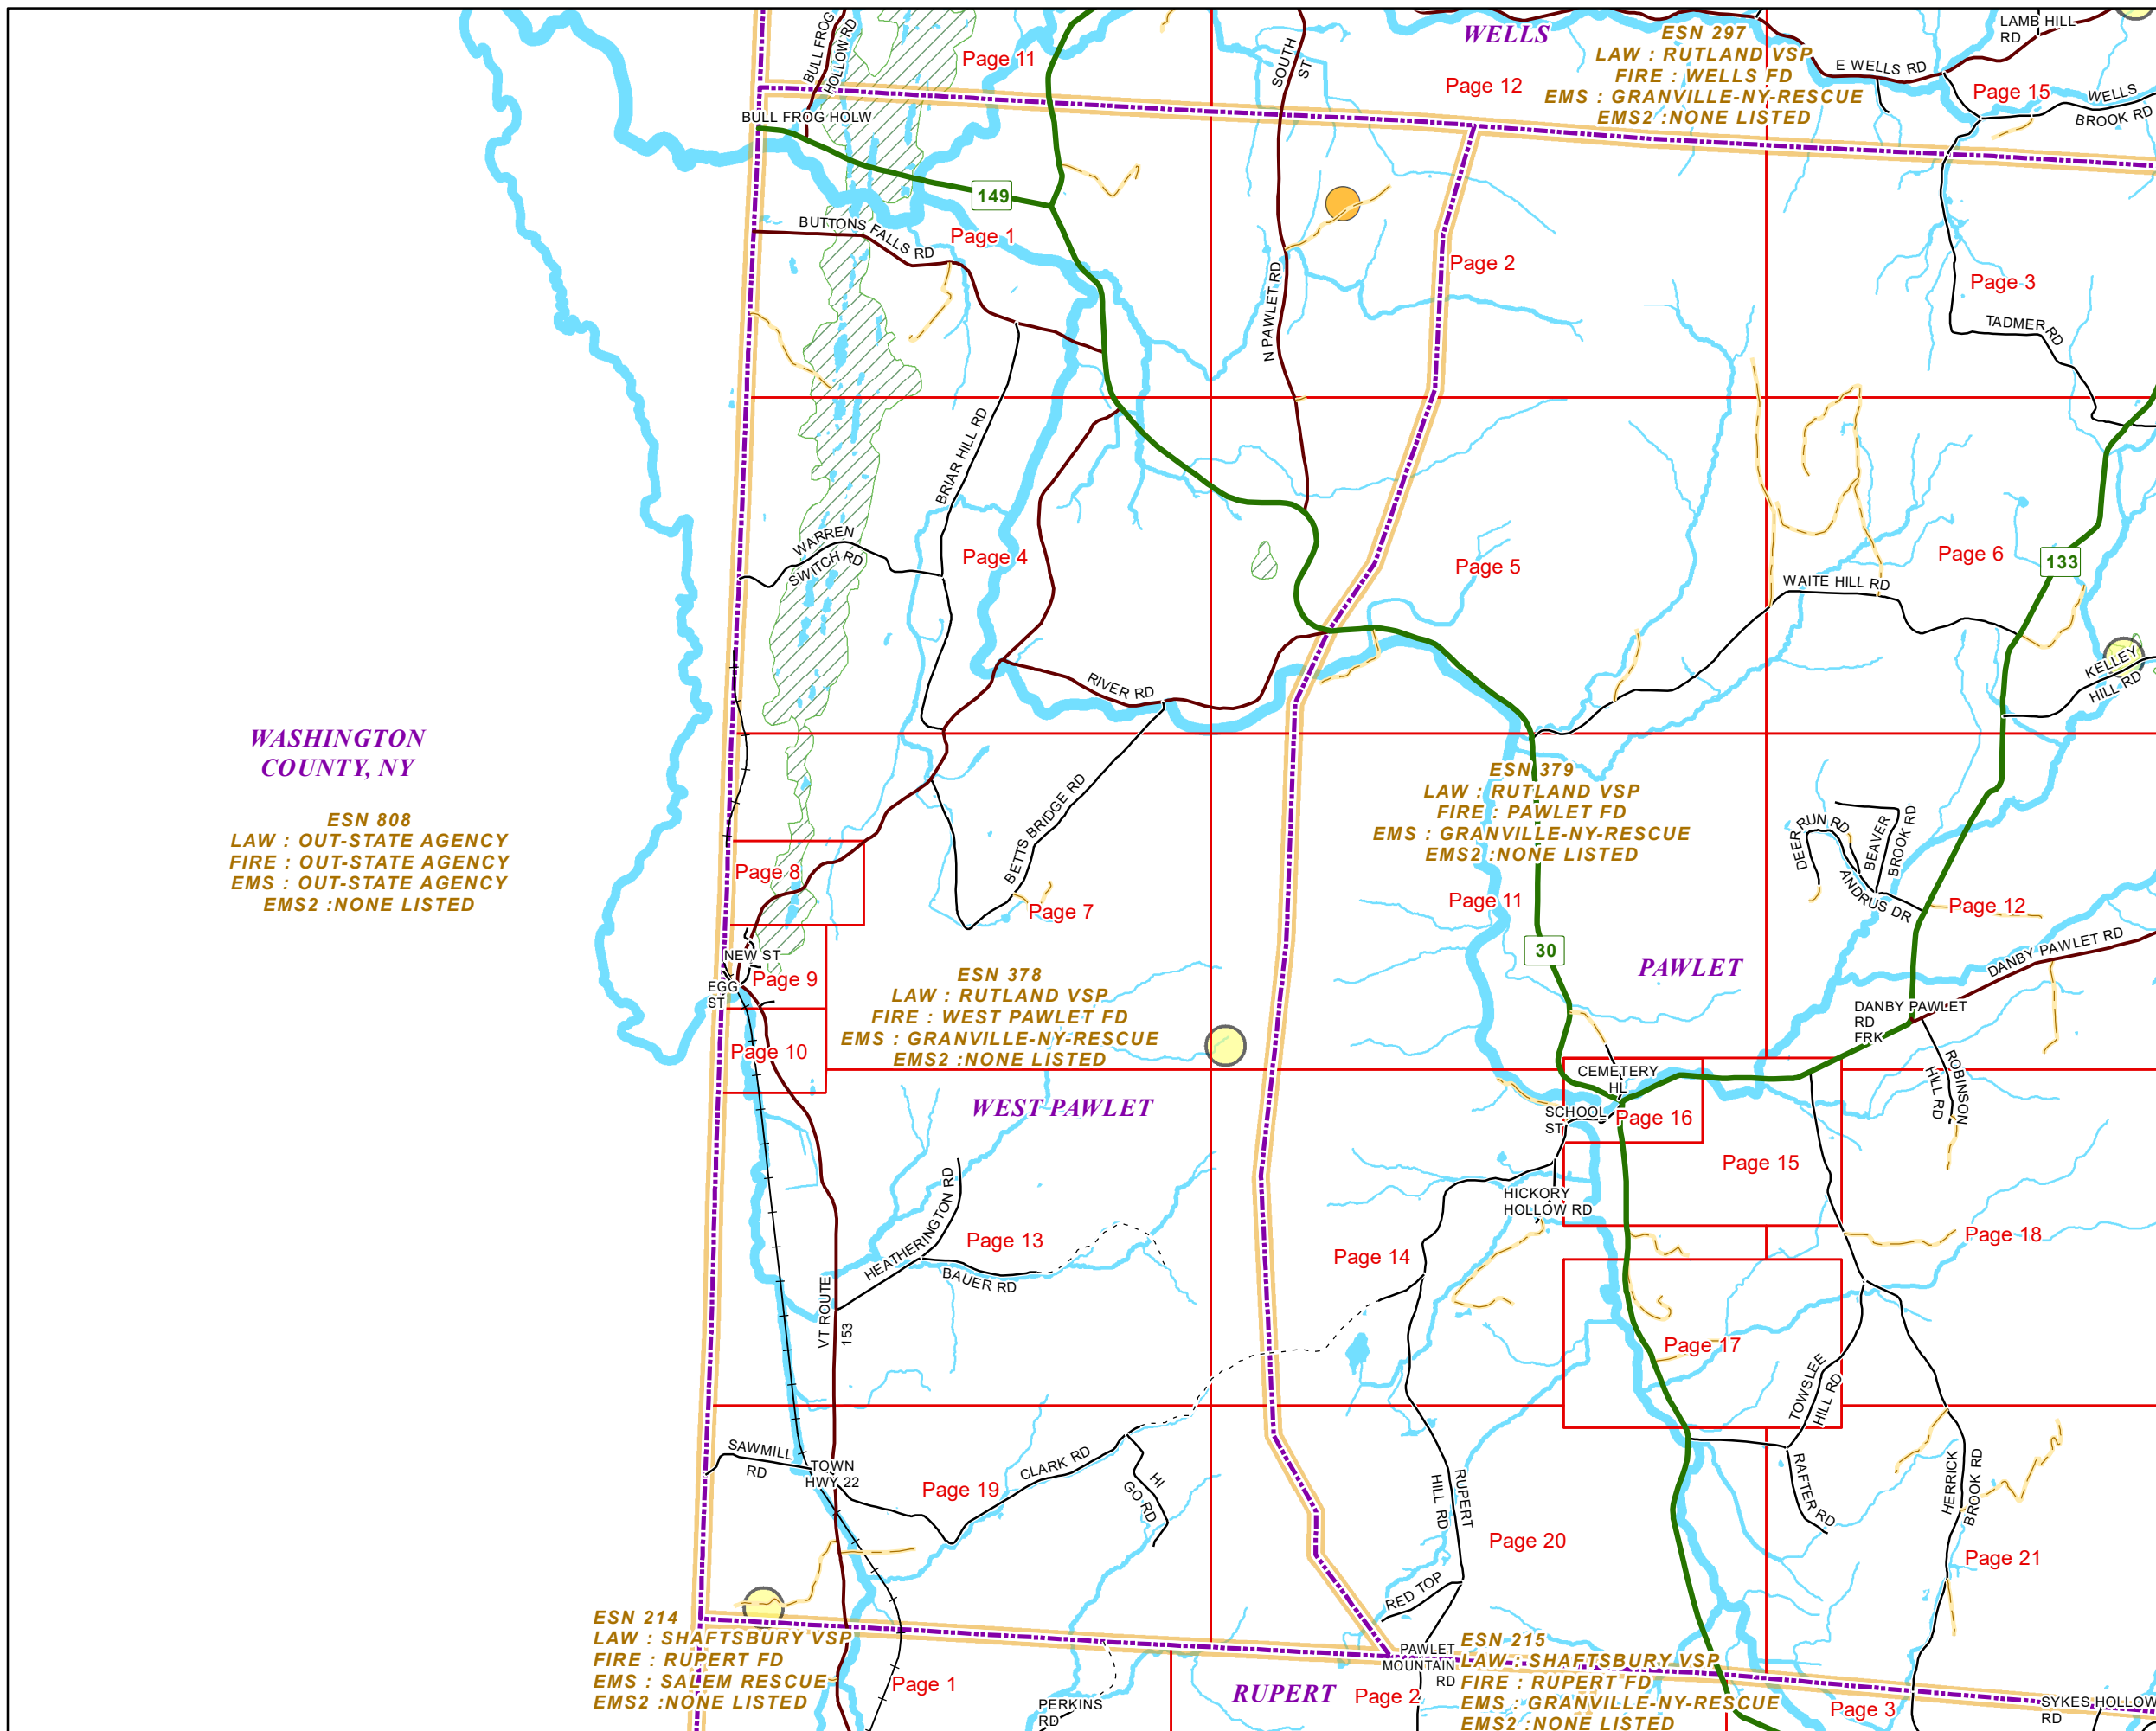 BULL FROG
HOLLOW RD
Page 11
SOUTH
ST
WELLS
Page 12
ESN 297
LAW : RUTLAND VSP
FIRE : WELLS FD
EMS : GRANVILLE-NY-RESCUE
EMS2 :NONE LISTED
LAMB HILL
RD
E WELLS RD
Page 15
WELLS
BROOK RD
BULL FROG HOLW
149
BUTTONS FALLS RD
Page 1
N PAWLET RD
Page 2
Page 3
TADMER RD
BRIAR HILL RD
WARREN
SWITCH RD
Page 4
Page 5
Page 6
133
WAITE HILL RD
KELLEY
HILL RD
RIVER RD
WASHINGTON
COUNTY, NY
ESN 808
LAW : OUT-STATE AGENCY
FIRE : OUT-STATE AGENCY
EMS : OUT-STATE AGENCY
EMS2 :NONE LISTED
ESN 379
LAW : RUTLAND VSP
FIRE : PAWLET FD
EMS : GRANVILLE-NY-RESCUE
EMS2 :NONE LISTED
BETTS BRIDGE RD
DEER RUN RD
BEAVER
BROOK RD
ANDRUS DR
Page 8
Page 7
Page 11
Page 12
30
PAWLET
DANBY PAWLET RD
NEW ST
EGG
ST
Page 9
Page 10
ESN 378
LAW : RUTLAND VSP
FIRE : WEST PAWLET FD
EMS : GRANVILLE-NY-RESCUE
EMS2 :NONE LISTED
DANBY PAWLET
RD
FRK
ROBINSON
HILL RD
CEMETERY
HL
SCHOOL
ST
Page 16
WEST PAWLET
Page 15
HICKORY
HOLLOW RD
HEATHERINGTON RD
Page 13
BAUER RD
Page 14
Page 18
VT ROUTE
153
Page 17
TOWSLEE
HILL RD
SAWMILL
RD
TOWN
HWY 22
CLARK RD
HI
GO RD
Page 19
RUPERT
HILL RD
RAFTER RD
HERRICK
BROOK RD
Page 20
Page 21
RED TOP
ESN 214
LAW : SHAFTSBURY VSP
FIRE : RUPERT FD
EMS : SALEM RESCUE
EMS2 :NONE LISTED
Page 1
PERKINS
RD
RUPERT
Page 2
PAWLET
MOUNTAIN
RD
ESN 215
LAW : SHAFTSBURY VSP
FIRE : RUPERT FD
EMS : GRANVILLE-NY-RESCUE
EMS2 :NONE LISTED
Page 3
SYKES HOLLOW
RD